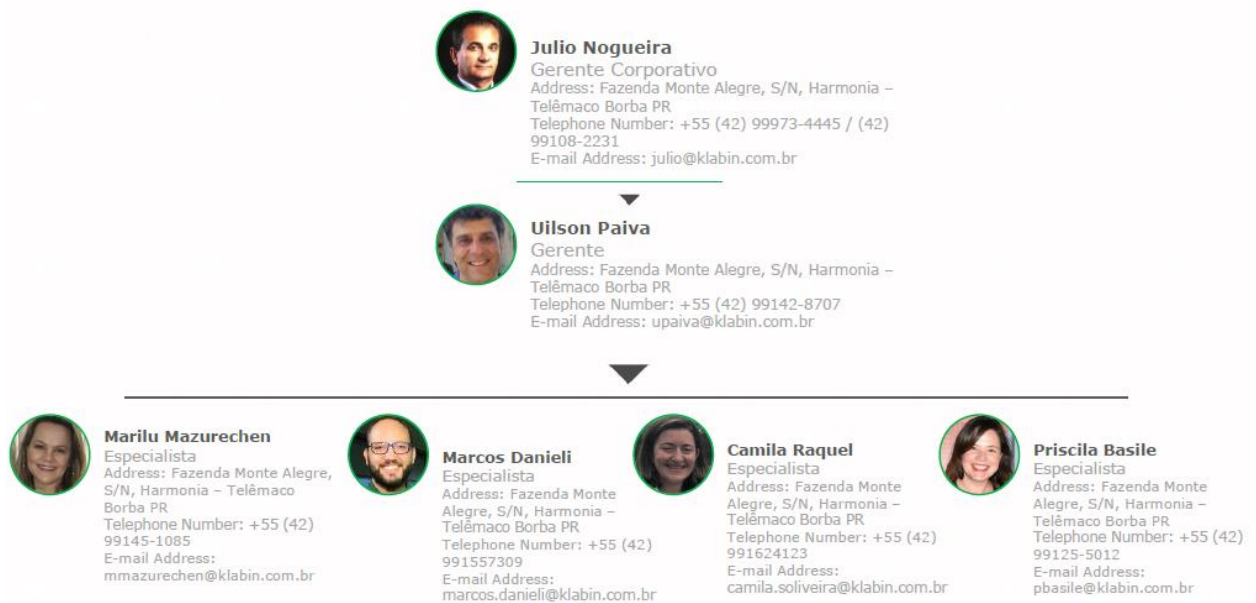 Julio Nogueira
Gerente Corporativo
Address: Fazenda Monte Alegre, S/N, Harmonia –
Telêmaco Borba PR
Telephone Number: +55 (42) 99973-4445 / (42)
99108-2231
E-mail Address: julio@klabin.com.br
Uilson Paiva
Gerente
Address: Fazenda Monte Alegre, S/N, Harmonia –
Telêmaco Borba PR
Telephone Number: +55 (42) 99142-8707
E-mail Address: upaiva@klabin.com.br
Marilu Mazurechen
Especialista
Address: Fazenda Monte Alegre,
S/N, Harmonia – Telêmaco
Borba PR
Telephone Number: +55 (42)
99145-1085
E-mail Address:
mmazurechen@klabin.com.br
Marcos Danieli
Especialista
Address: Fazenda Monte
Alegre, S/N, Harmonia –
Telêmaco Borba PR
Telephone Number: +55 (42)
991557309
E-mail Address:
marcos.danieli@klabin.com.br
Camila Raquel
Especialista
Address: Fazenda Monte
Alegre, S/N, Harmonia –
Telêmaco Borba PR
Telephone Number: +55 (42)
991624123
E-mail Address:
camila.soliveira@klabin.com.br
Priscila Basile
Especialista
Address: Fazenda Monte
Alegre, S/N, Harmonia –
Telêmaco Borba PR
Telephone Number: +55 (42)
99125-5012
E-mail Address:
pbasile@klabin.com.br